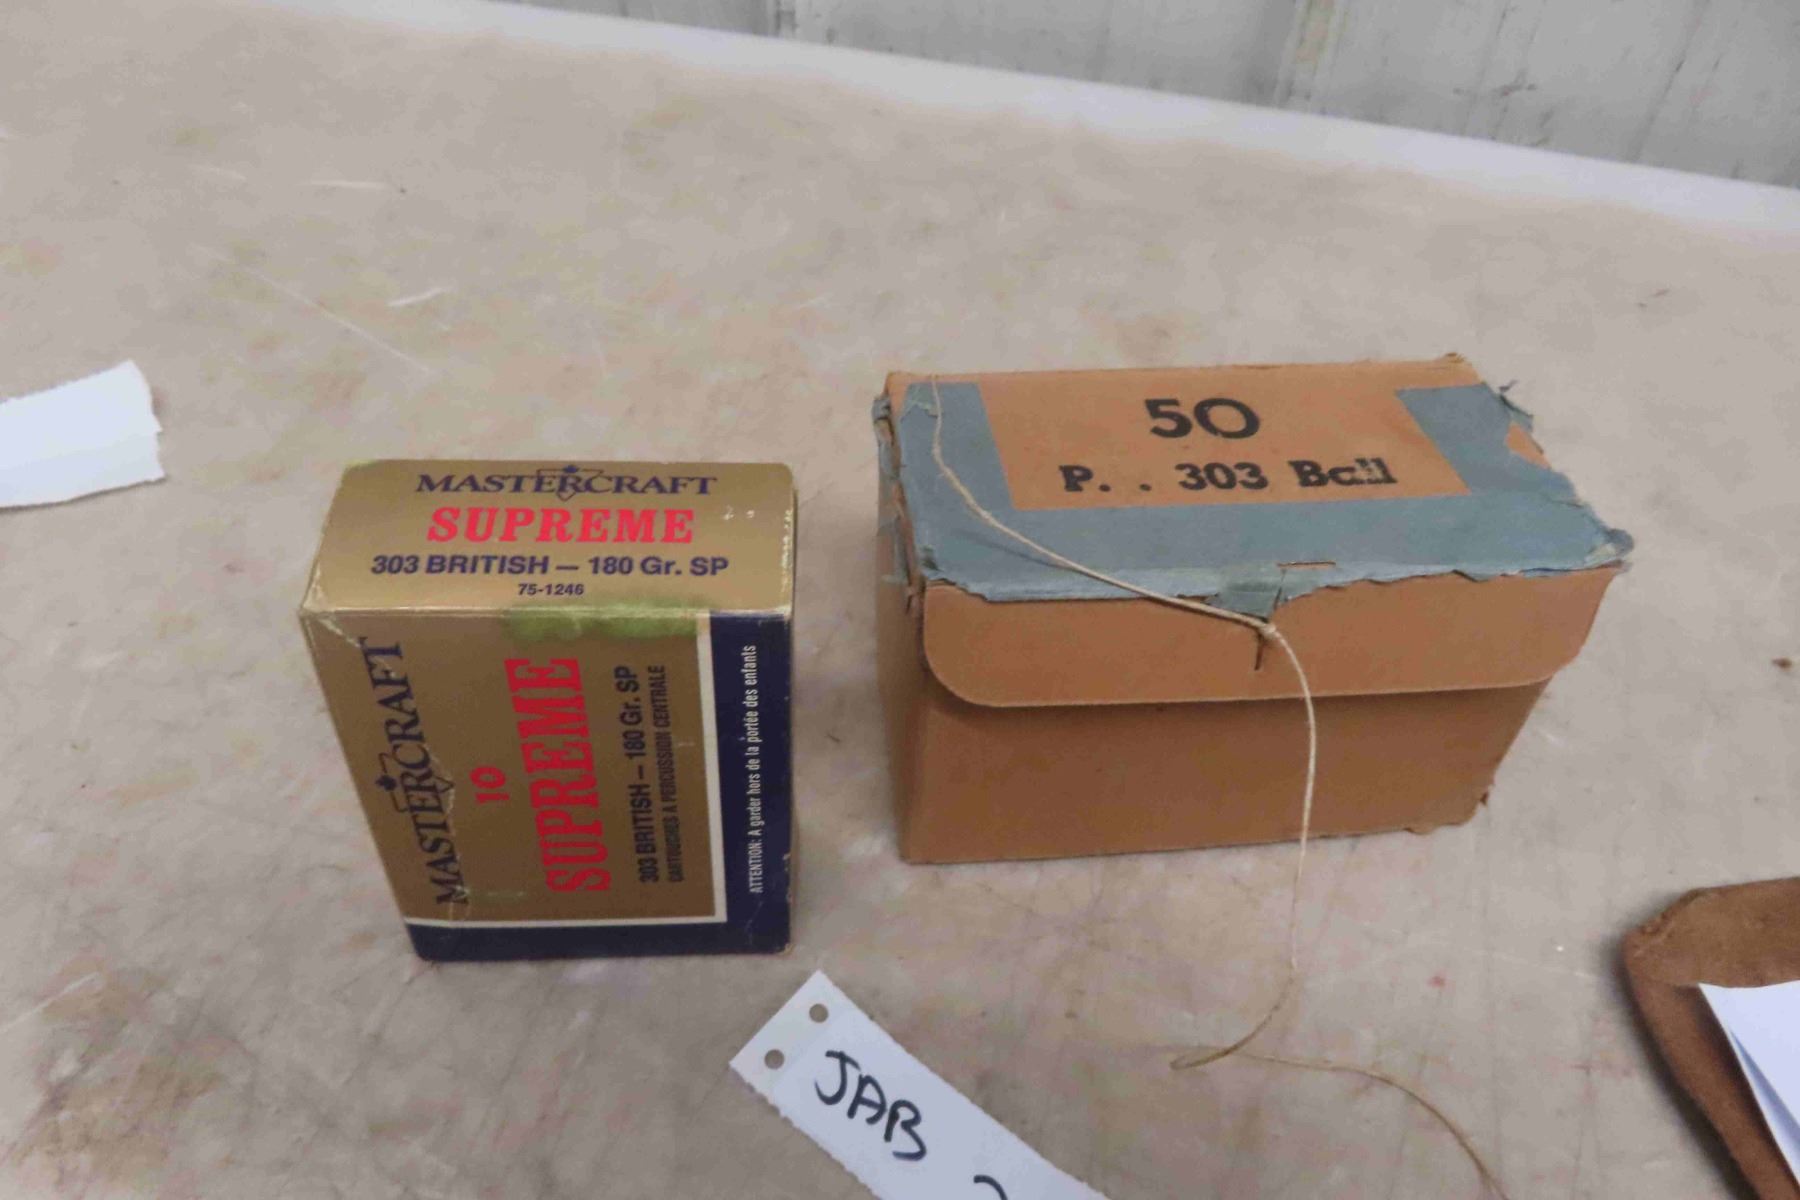 MASTERCRAFT
SUPREME
303 BRITISH — 180 Gr. SP
75-1246
MASTERCRAFT
10
SUPREME
303 BRITISH — 180 Gr. SP
CARTOUCHES A PERCUSSION CENTRALE
ATTENTION: A garder hors de la portée des enfants
50
P. . 303 Ball
JAB